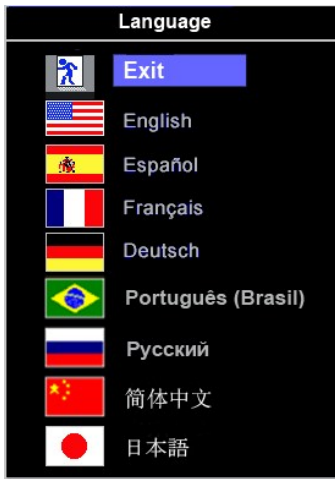 Language
Exit
English
Español
Français
Deutsch
Português (Brasil)
Русский
简体中文
日本語